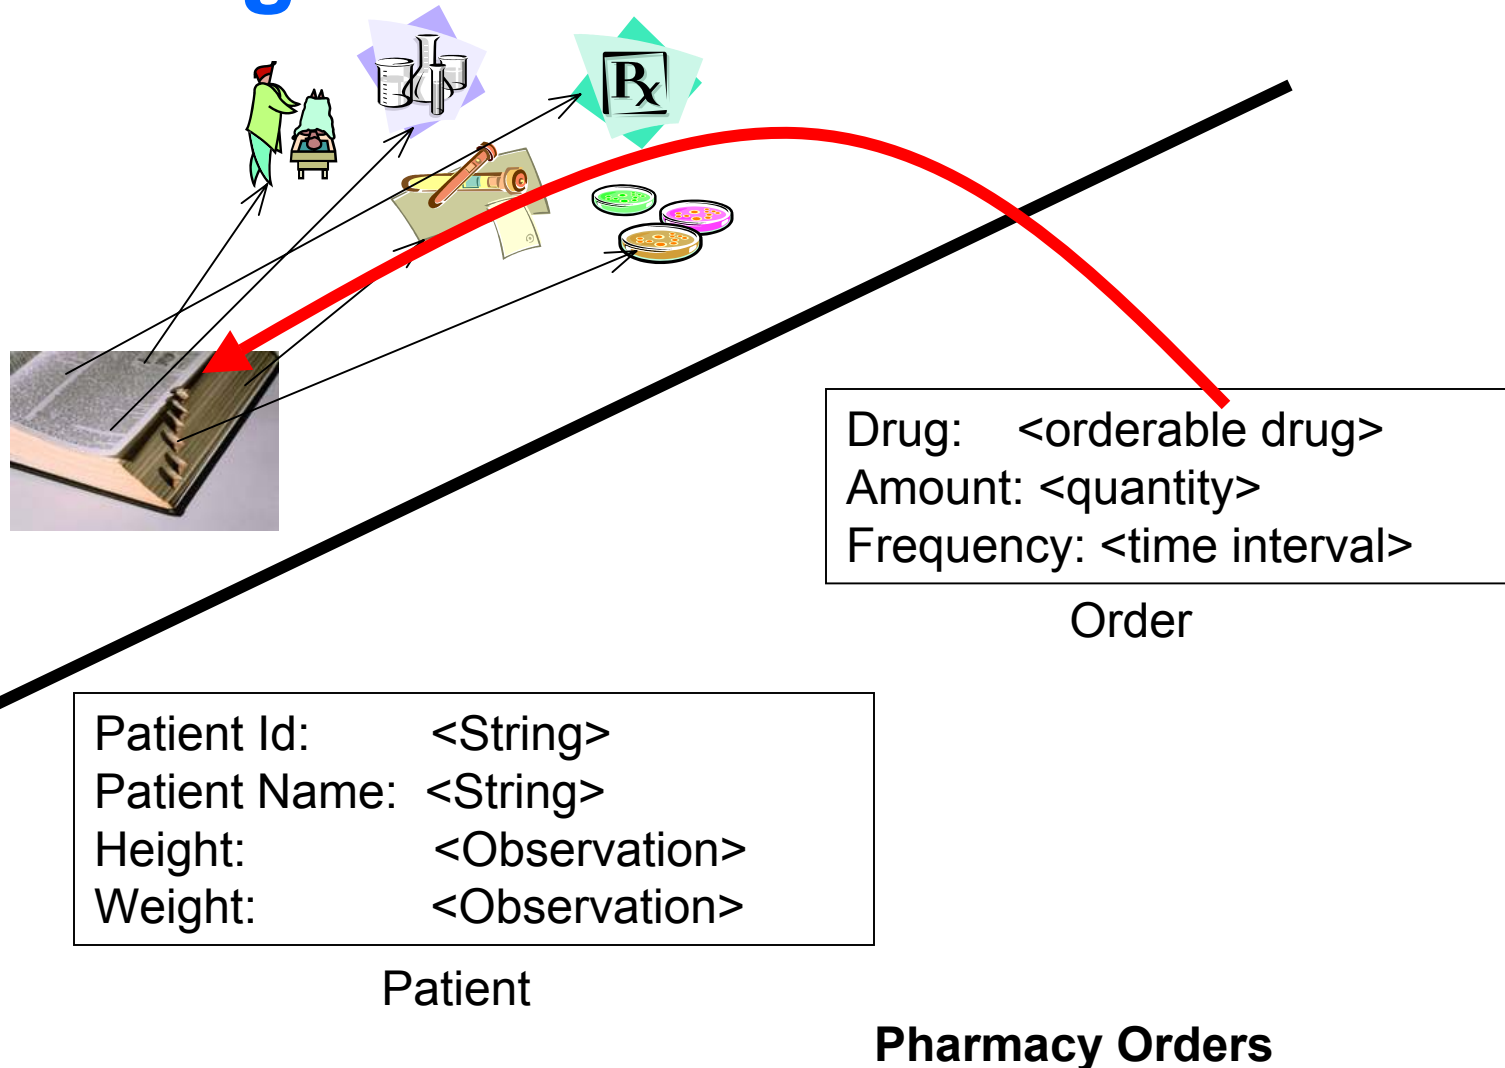 Rx
Drug: <orderable drug>
Amount: <quantity>
Frequency: <time interval>
Order
Patient Id: <String>
Patient Name: <String>
Height: <Observation>
Weight: <Observation>
Patient
Pharmacy Orders